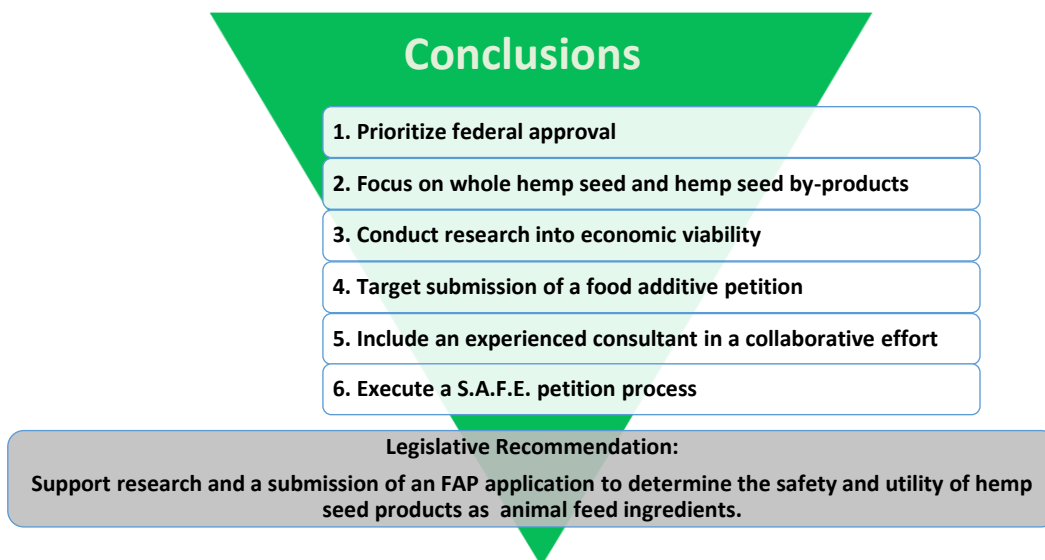 Conclusions
1. Prioritize federal approval
2. Focus on whole hemp seed and hemp seed by-products
3. Conduct research into economic viability
4. Target submission of a food additive petition
5. Include an experienced consultant in a collaborative effort
6. Execute a S.A.F.E. petition process
Legislative Recommendation:
Support research and a submission of an FAP application to determine the safety and utility of hemp
seed products as animal feed ingredients.